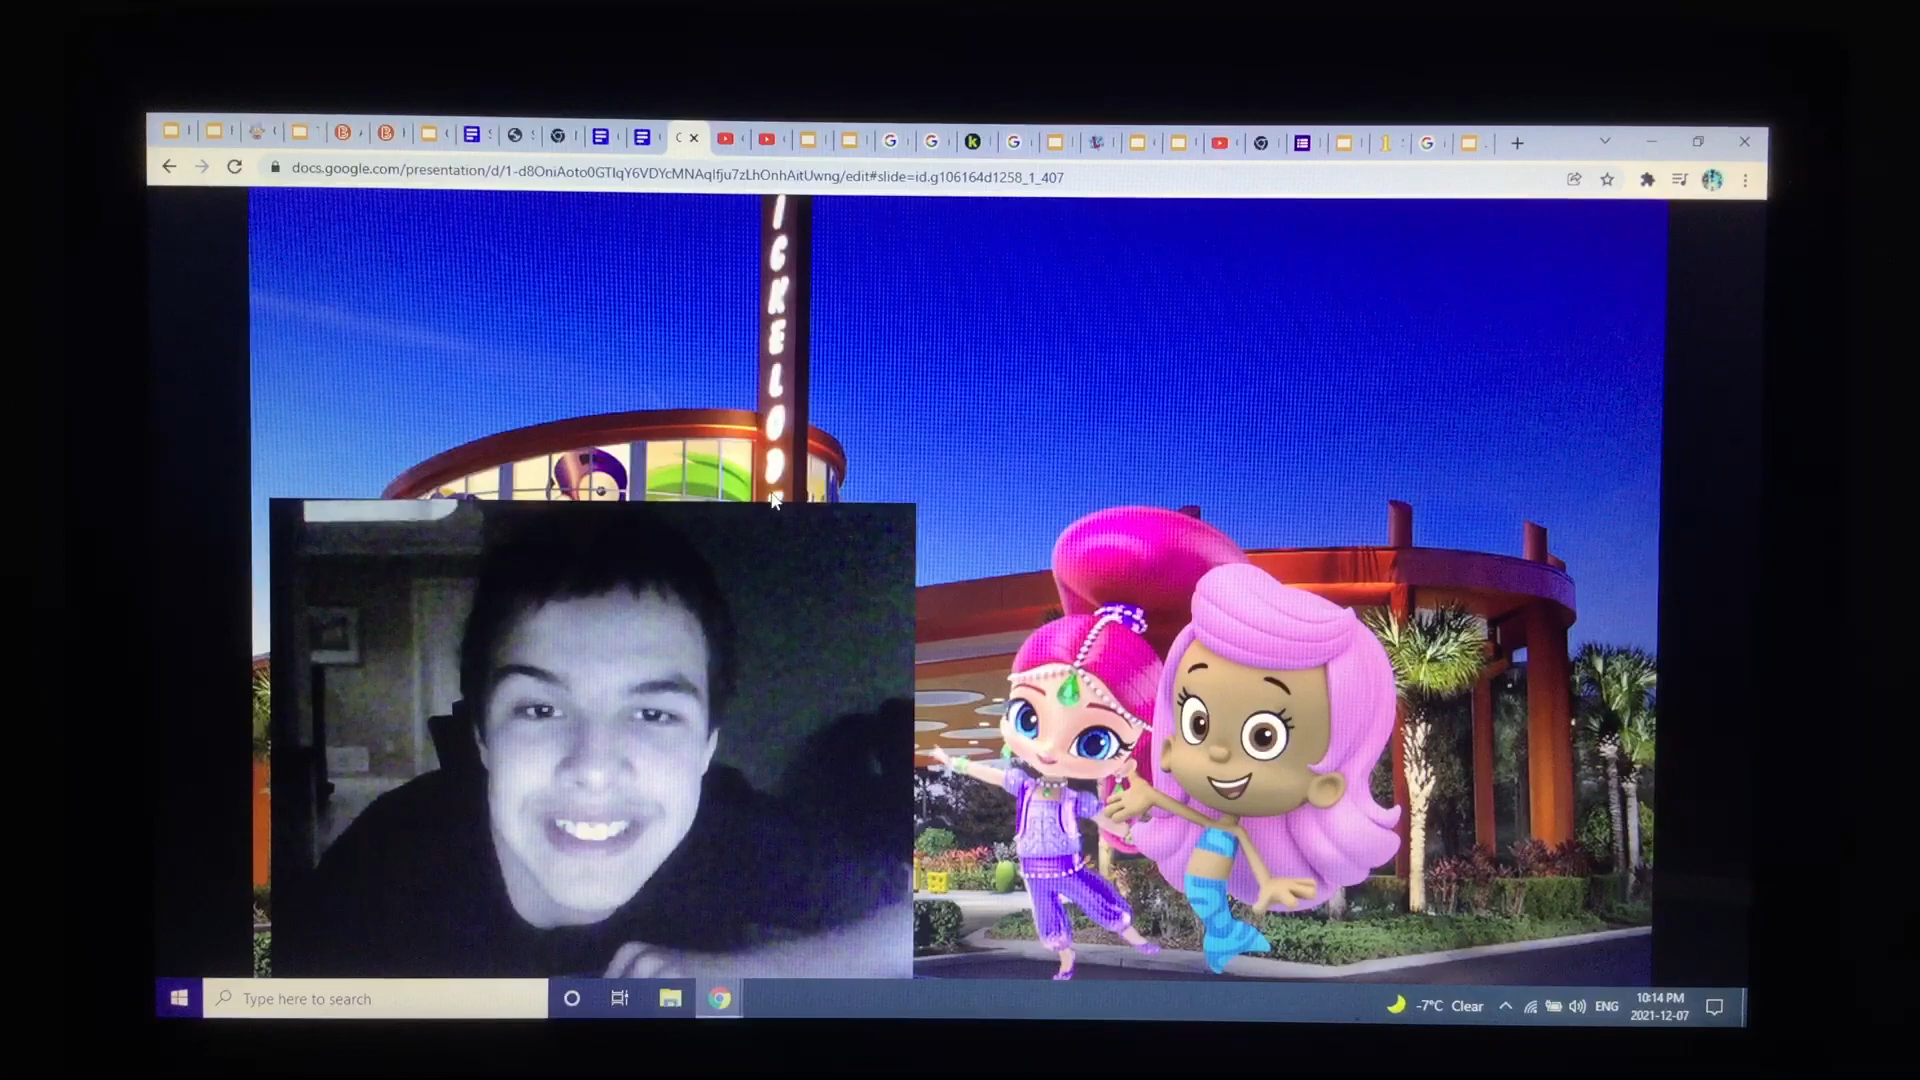 docs.google.com/presentation/d/1-d8OniAoto0GTIqY6VDYcMNAqIfju7zLhOnhAitUwng/edit#slide=id.g106164d1258_1_407
ICKELOD
Type here to search
-7°C Clear
ENG
10:14 PM
2021-12-07